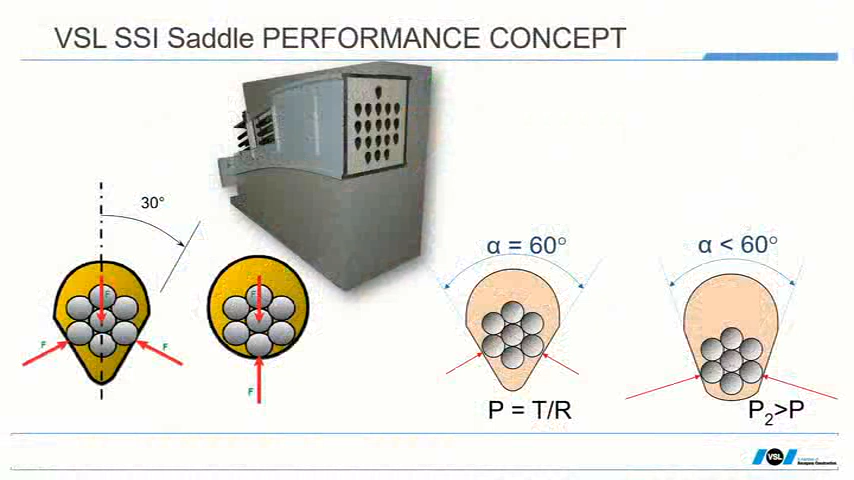 VSL SSI Saddle PERFORMANCE CONCEPT
30°
α = 60°
α < 60°
F
F
F
F
F
P = T/R
P₂>P
VSL